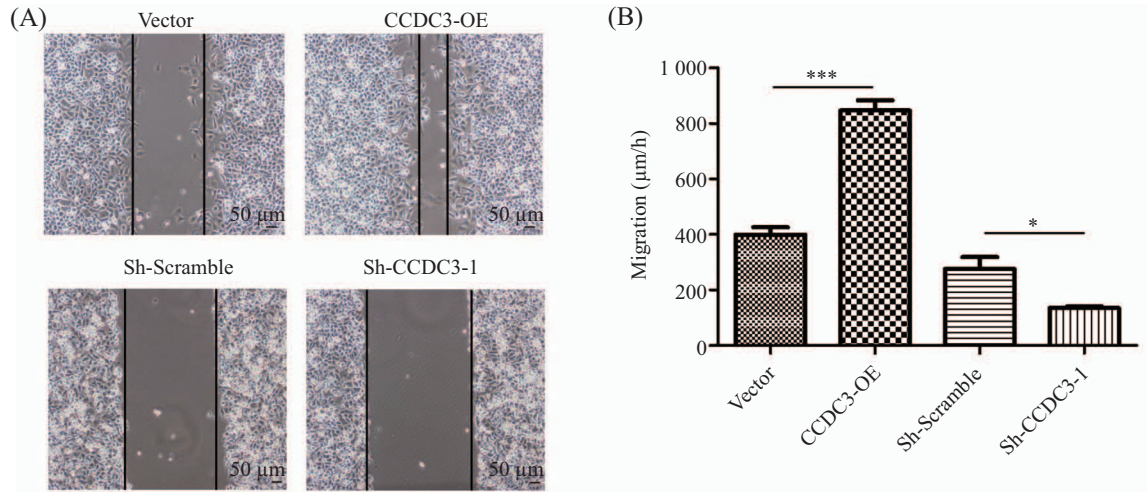 (A)
Vector
CCDC3-OE
50 μm
50 μm
Sh-Scramble
Sh-CCDC3-1
50 μm
50 μm
(B)
Migration (μm/h)
1 000
800
600
400
200
0
***
*
Vector
CCDC3-OE
Sh-Scramble
Sh-CCDC3-1